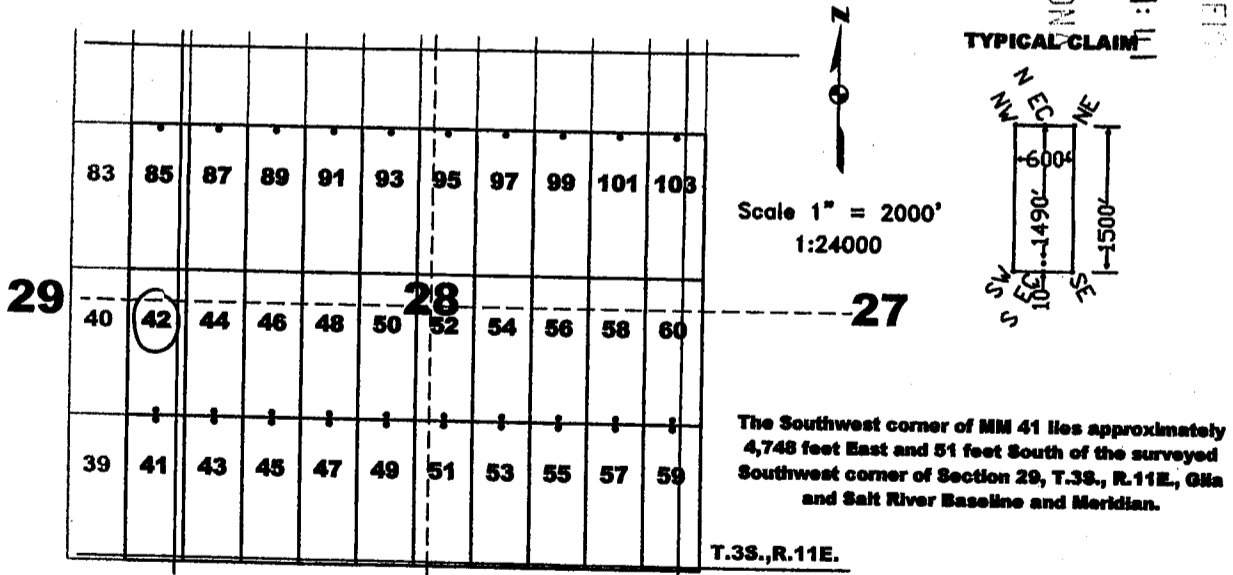 TYPICAL CLAIM
N
N EC
NW
NE
600'
1490'
1500'
10'
SW
S EC
SE
Scale 1" = 2000'
1:24000
83 85 87 89 91 93 95 97 99 101 103
29
28
27
40 42 44 46 48 50 52 54 56 58 60
39 41 43 45 47 49 51 53 55 57 59
The Southwest corner of MM 41 lies approximately
4,748 feet East and 51 feet South of the surveyed
Southwest corner of Section 29, T.3S., R.11E., Gila
and Salt River Baseline and Meridian.
T.3S.,R.11E.